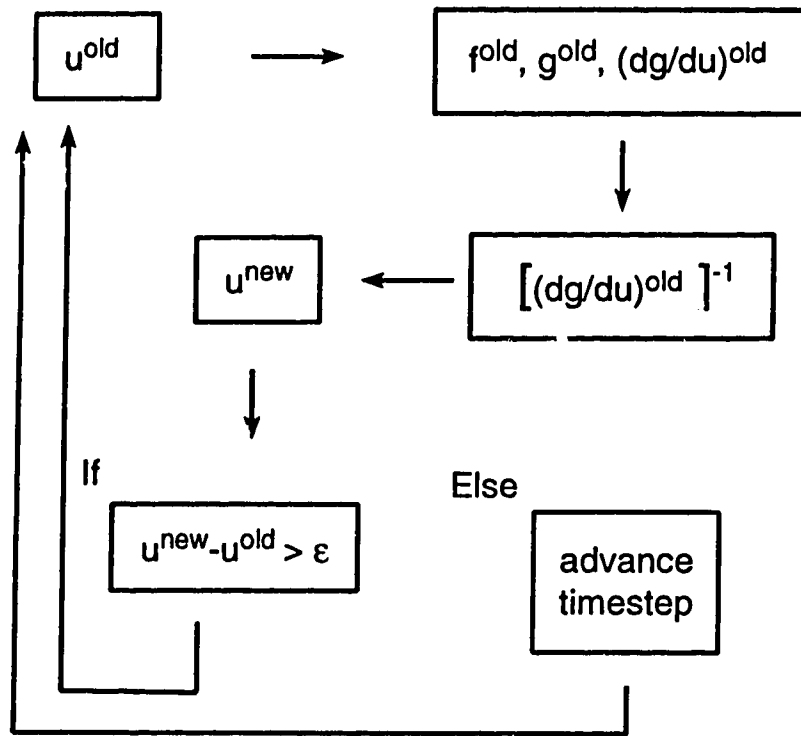 u^old
f^old, g^old, (dg/du)^old
u^new
[(dg/du)^old ]^-1
If
Else
u^new-u^old > ε
advance
timestep